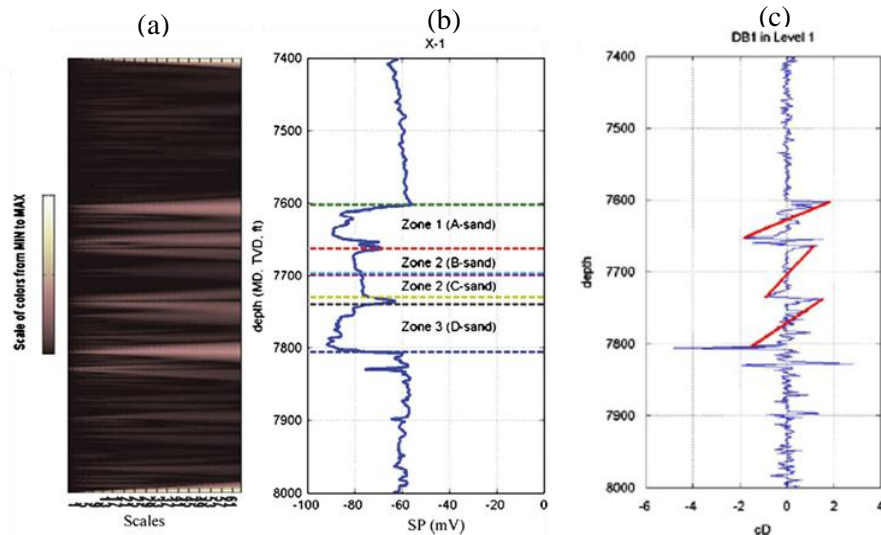 (a)
(b)
(c)
X-1
DB1 in Level 1
Scale of colors from MIN to MAX
Scales
depth (MD, TVD, ft)
7400
7500
7600
7700
7800
7900
8000
Zone 1 (A-sand)
Zone 2 (B-sand)
Zone 2 (C-sand)
Zone 3 (D-sand)
-100
-80
-60
-40
-20
0
SP (mV)
depth
7400
7500
7600
7700
7800
7900
8000
-6
-4
-2
0
2
4
cD